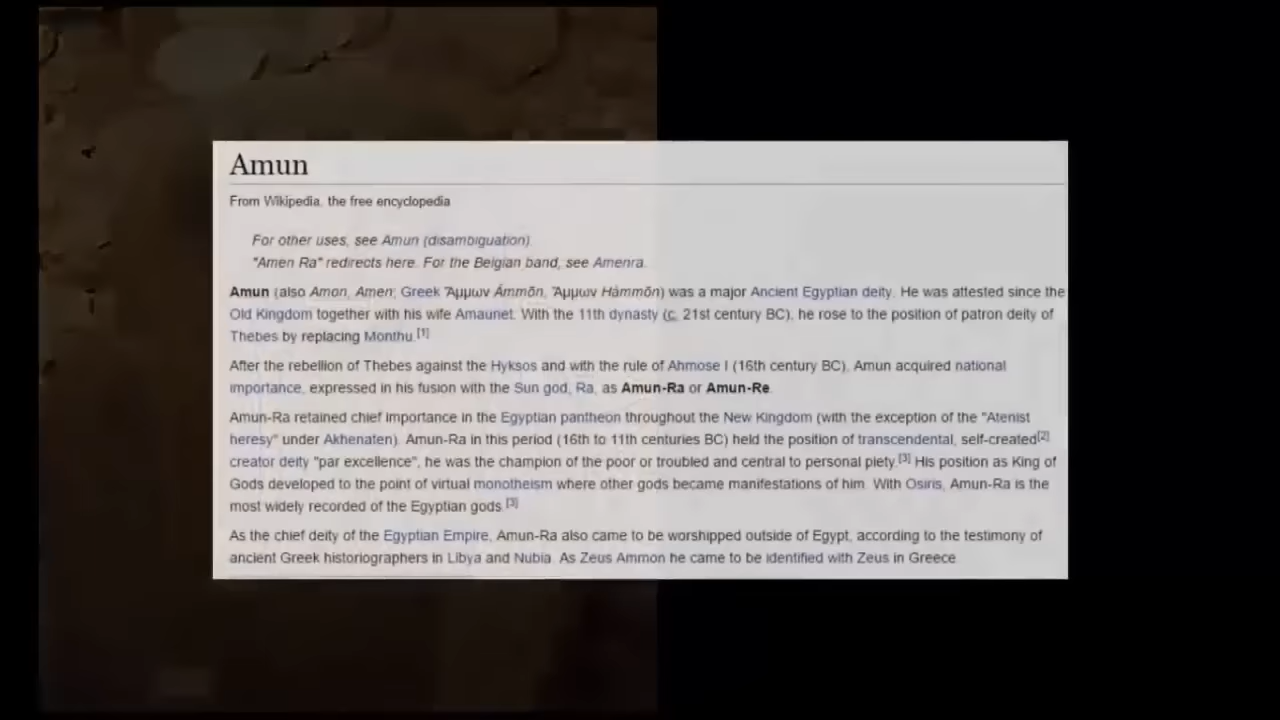 Amun
From Wikipedia, the free encyclopedia
For other uses, see Amun (disambiguation).
"Amen Ra" redirects here. For the Belgian band, see Amenra.
Amun (also Amon, Amen; Greek Ἄμμων Ámmōn, Ἅμμων Hámmōn) was a major Ancient Egyptian deity. He was attested since the
Old Kingdom together with his wife Amaunet. With the 11th dynasty (c. 21st century BC), he rose to the position of patron deity of
Thebes by replacing Monthu.[1]
After the rebellion of Thebes against the Hyksos and with the rule of Ahmose I (16th century BC), Amun acquired national
importance, expressed in his fusion with the Sun god, Ra, as Amun-Ra or Amun-Re.
Amun-Ra retained chief importance in the Egyptian pantheon throughout the New Kingdom (with the exception of the "Atenist
heresy" under Akhenaten). Amun-Ra in this period (16th to 11th centuries BC) held the position of transcendental, self-created[2]
creator deity "par excellence", he was the champion of the poor or troubled and central to personal piety.[3] His position as King of
Gods developed to the point of virtual monotheism where other gods became manifestations of him. With Osiris, Amun-Ra is the
most widely recorded of the Egyptian gods.[3]
As the chief deity of the Egyptian Empire, Amun-Ra also came to be worshipped outside of Egypt, according to the testimony of
ancient Greek historiographers in Libya and Nubia. As Zeus Ammon he came to be identified with Zeus in Greece.